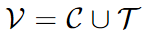 𝒱 = 𝒞 ∪ 𝒯